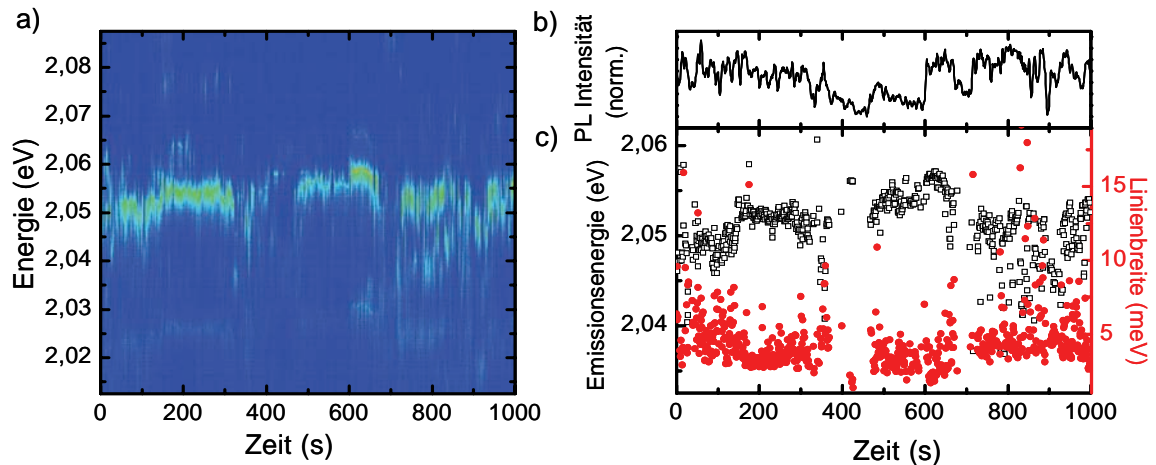 a)
2,08
2,07
2,06
2,05
2,04
2,03
2,02
Energie (eV)
0 200 400 600 800 1000
Zeit (s)
b)
PL Intensität
(norm.)
c)
2,06
2,05
2,04
Emissionsenergie (eV)
15
10
5
Linienbreite (meV)
0 200 400 600 800 1000
Zeit (s)